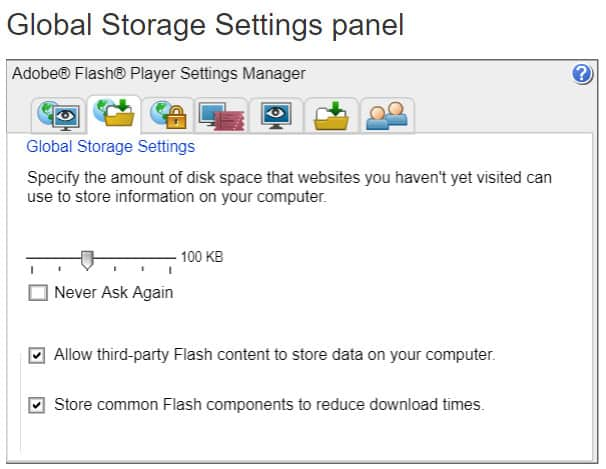 Global Storage Settings panel
Adobe® Flash® Player Settings Manager
?
Global Storage Settings
Specify the amount of disk space that websites you haven't yet visited can
use to store information on your computer.
100 KB
Never Ask Again
Allow third-party Flash content to store data on your computer.
Store common Flash components to reduce download times.